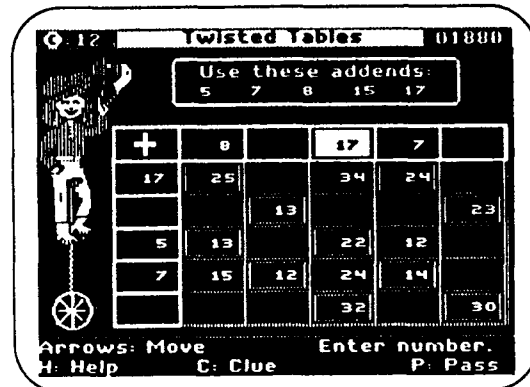 C: 12 Twisted Tables 01880
Use these addends:
5 7 8 15 17
+ 8 17 7
17 25 34 24
13 23
5 13 22 12
7 15 12 24 14
32 30
Arrows: Move Enter number.
H: Help C: Clue P: Pass